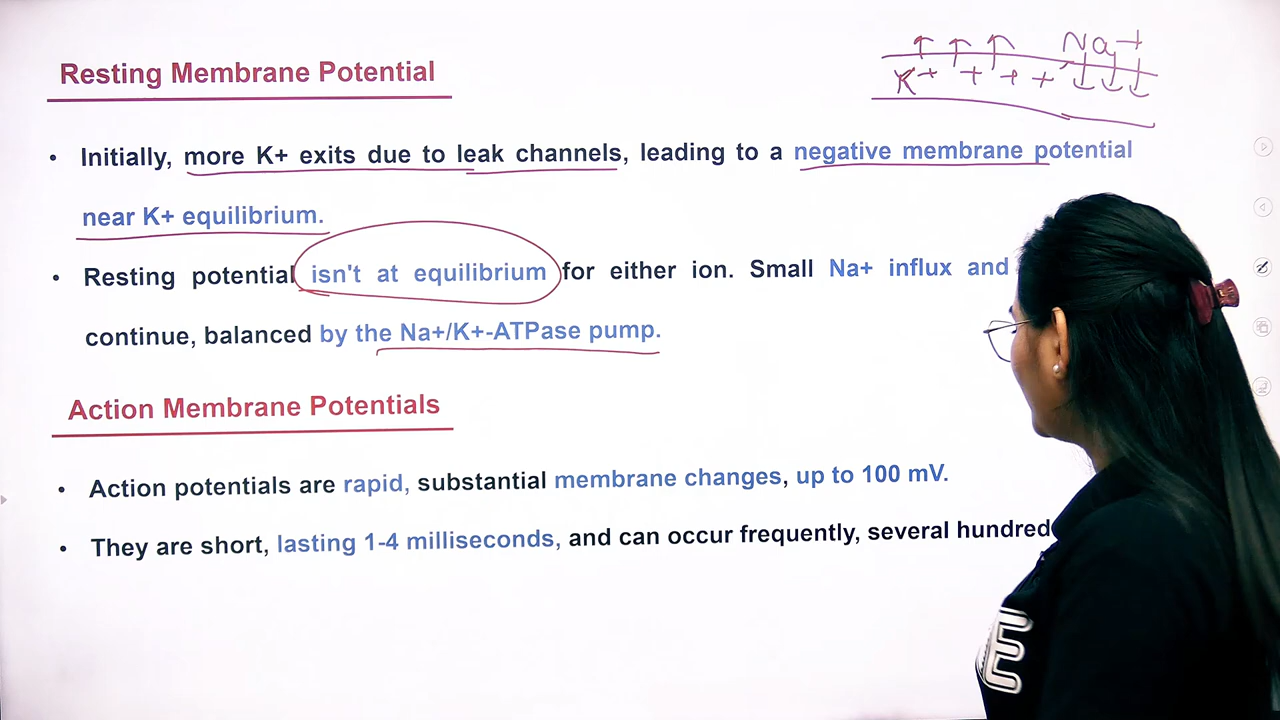 Na+
K+ + + +
Resting Membrane Potential
• Initially, more K+ exits due to leak channels, leading to a negative membrane potential
near K+ equilibrium.
• Resting potential isn't at equilibrium for either ion. Small Na+ influx and
continue, balanced by the Na+/K+-ATPase pump.
Action Membrane Potentials
• Action potentials are rapid, substantial membrane changes, up to 100 mV.
• They are short, lasting 1-4 milliseconds, and can occur frequently, several hundred
E